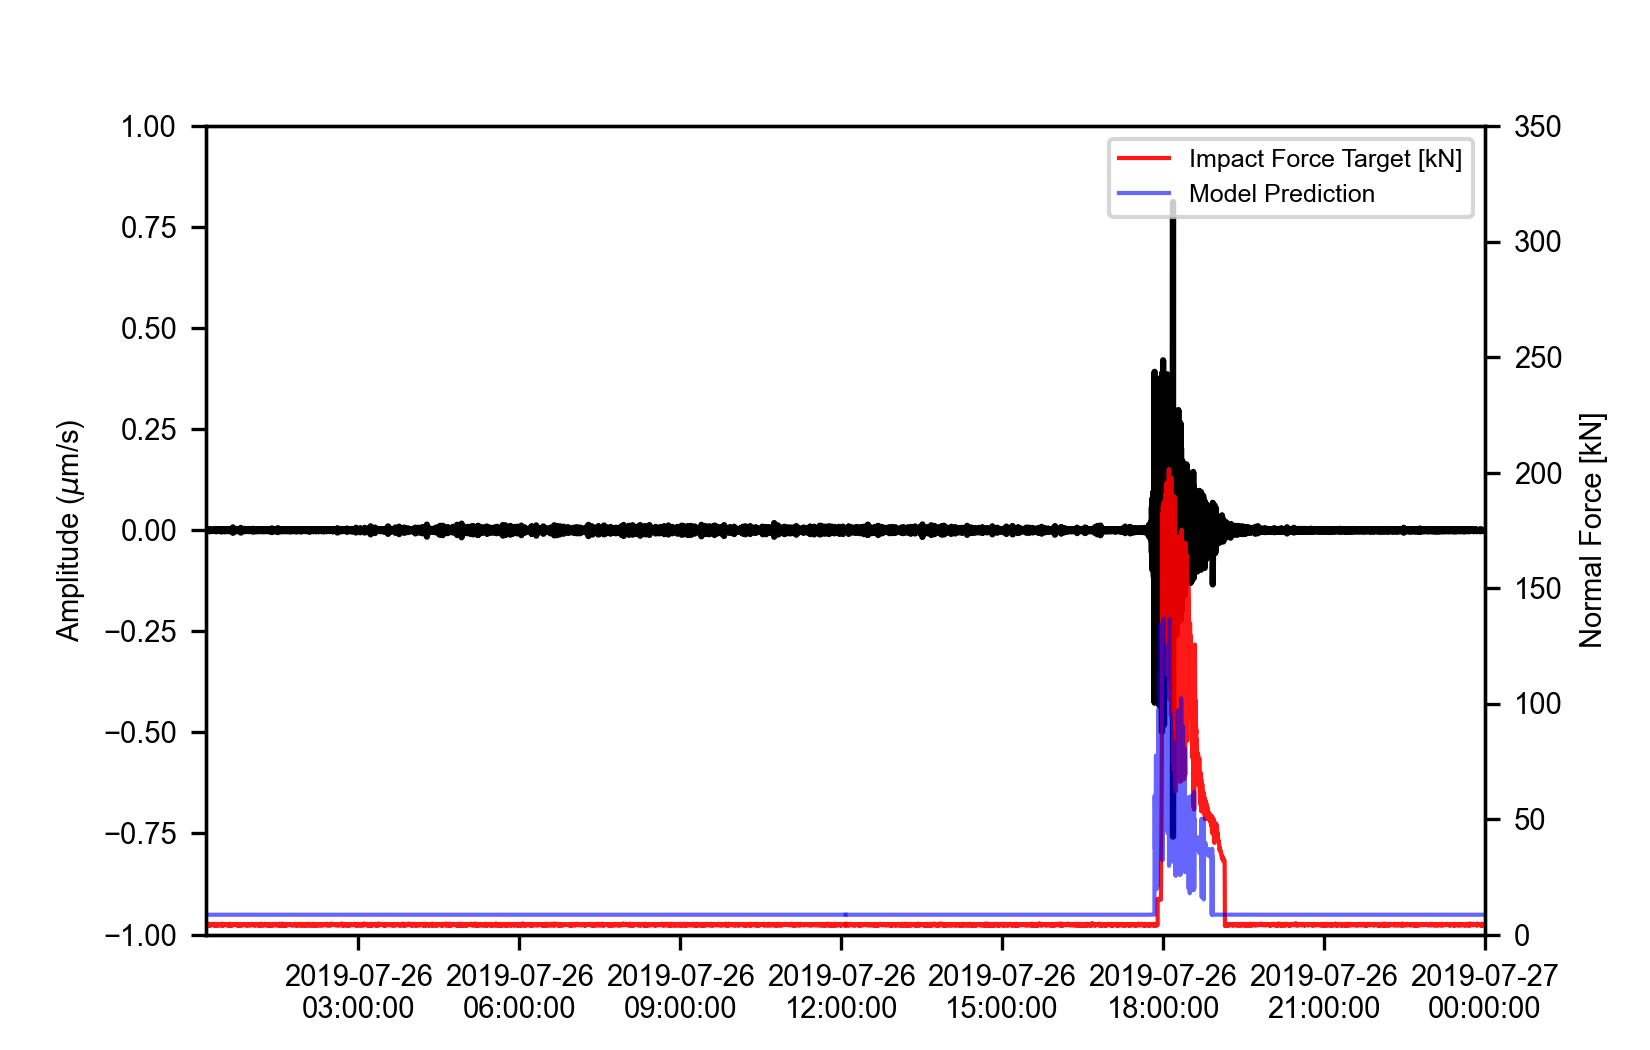 Impact Force Target [kN]
Model Prediction
1.00
0.75
0.50
0.25
0.00
−0.25
−0.50
−0.75
−1.00
Amplitude (μm/s)
350
300
250
200
150
100
50
0
Normal Force [kN]
2019-07-26 2019-07-26 2019-07-26 2019-07-26 2019-07-26 2019-07-26 2019-07-26 2019-07-27
03:00:00 06:00:00 09:00:00 12:00:00 15:00:00 18:00:00 21:00:00 00:00:00